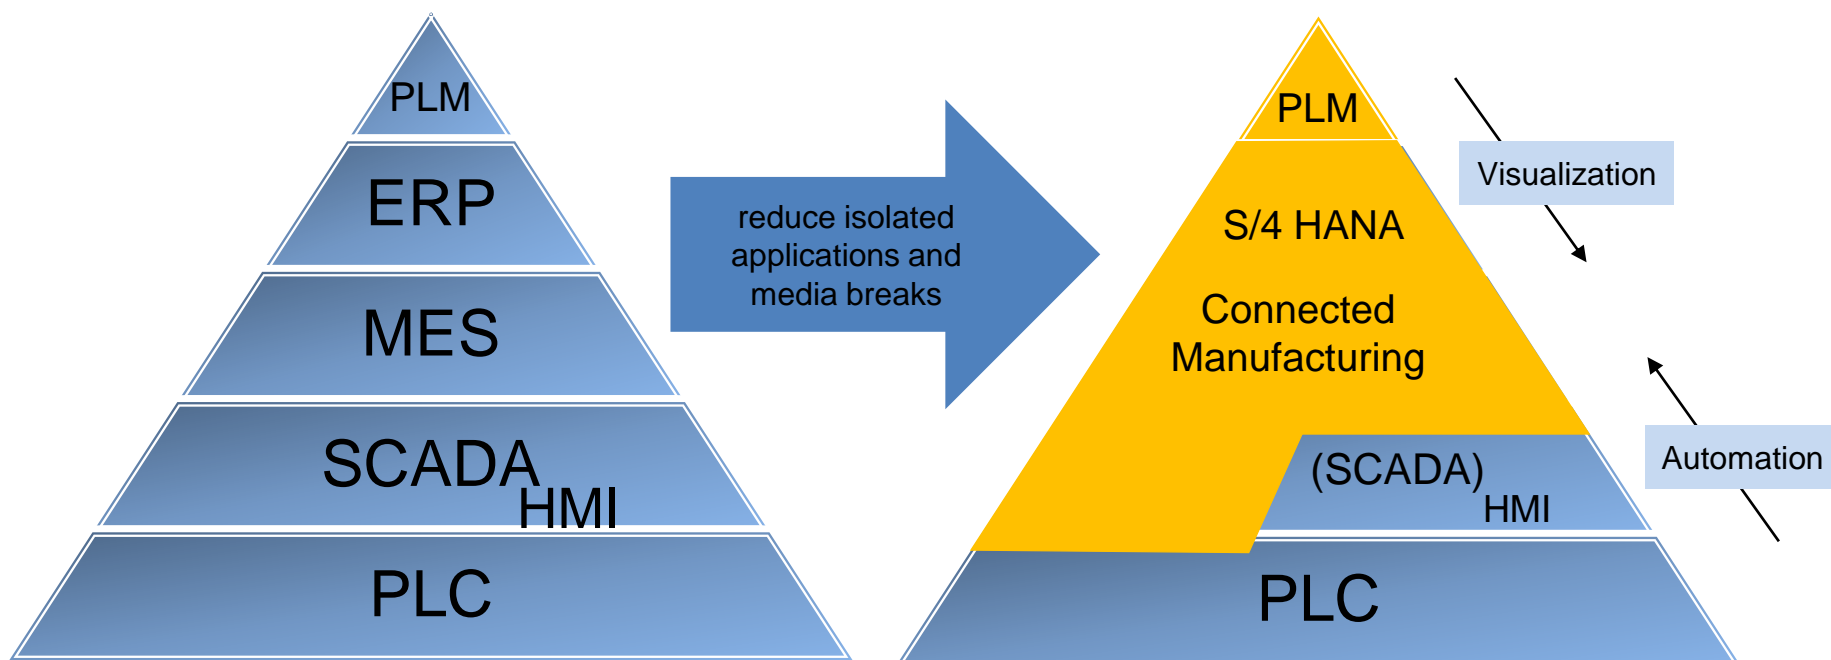 PLM
ERP
MES
SCADA
HMI
PLC
reduce isolated
applications and
media breaks
PLM
S/4 HANA
Connected
Manufacturing
(SCADA)
HMI
PLC
Visualization
Automation